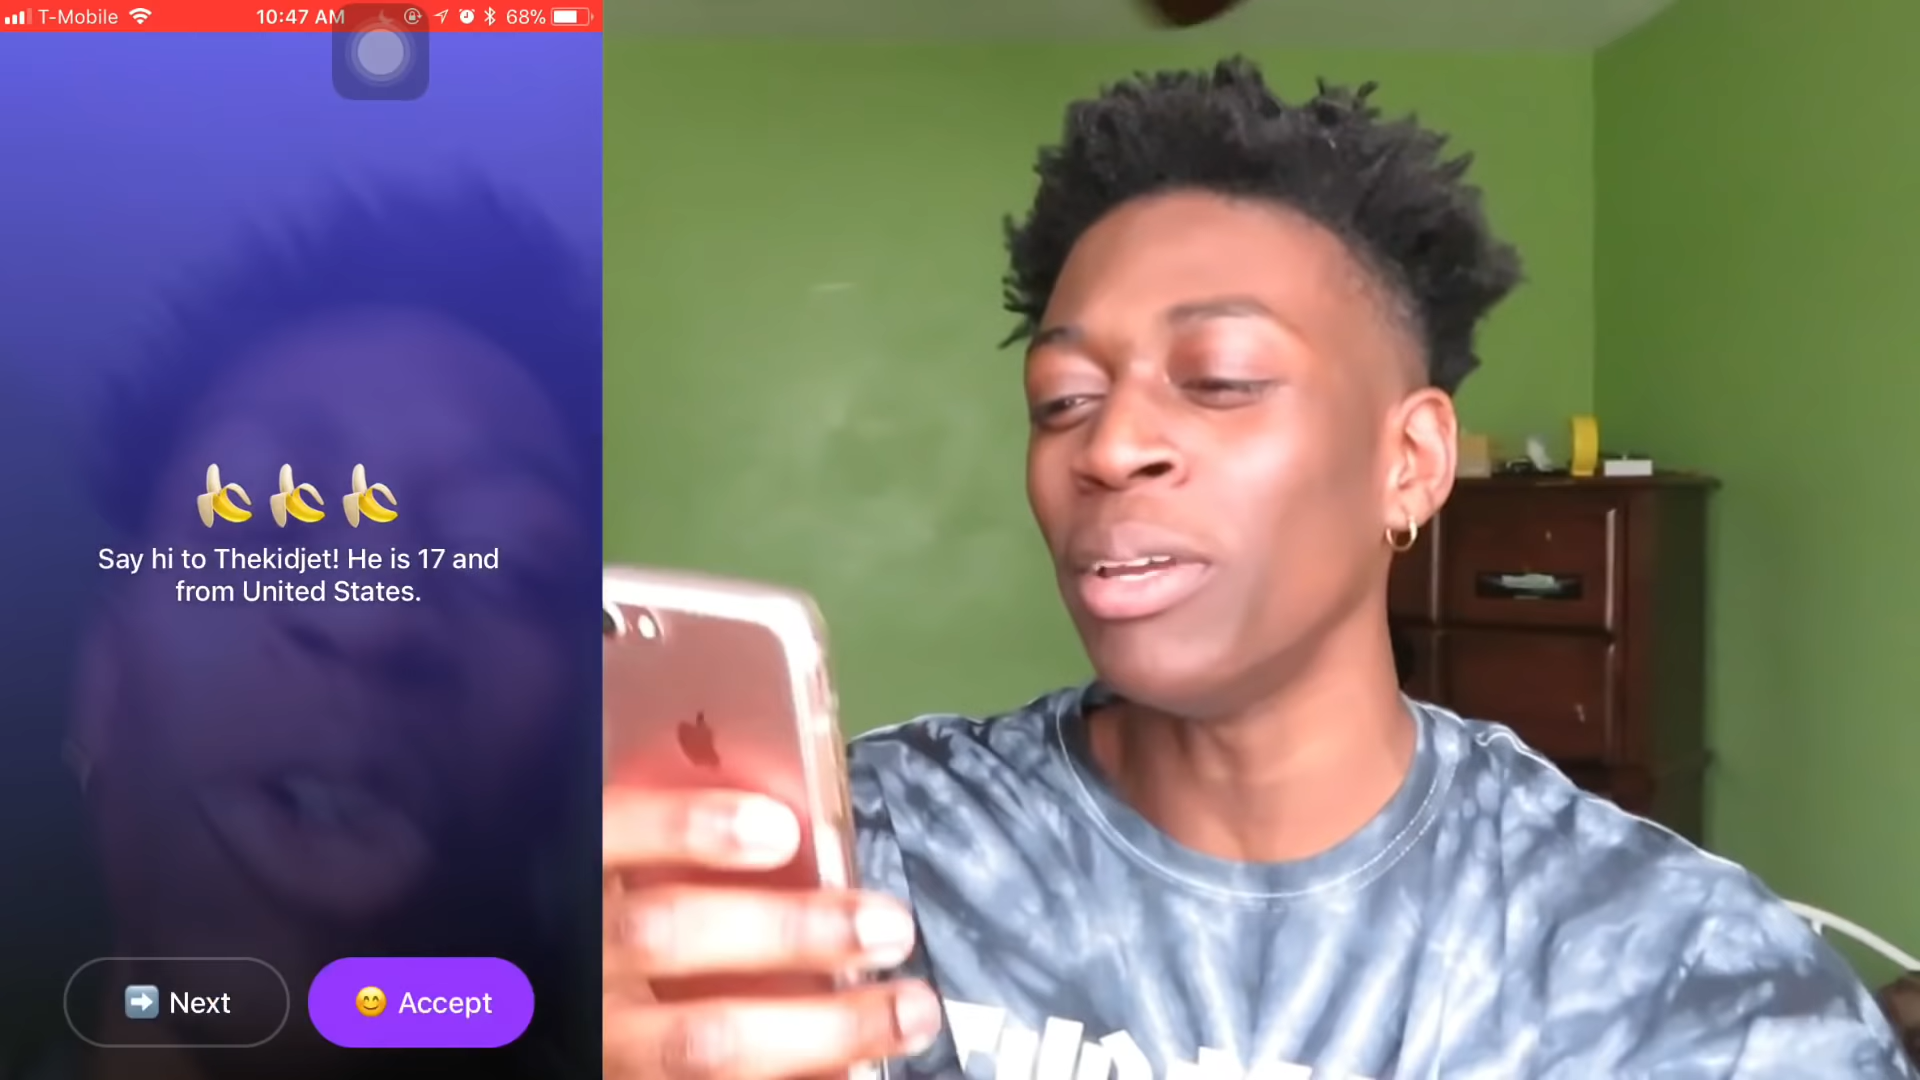 T-Mobile 10:47 AM 68%
Say hi to Thekidjet! He is 17 and
from United States.
Next Accept